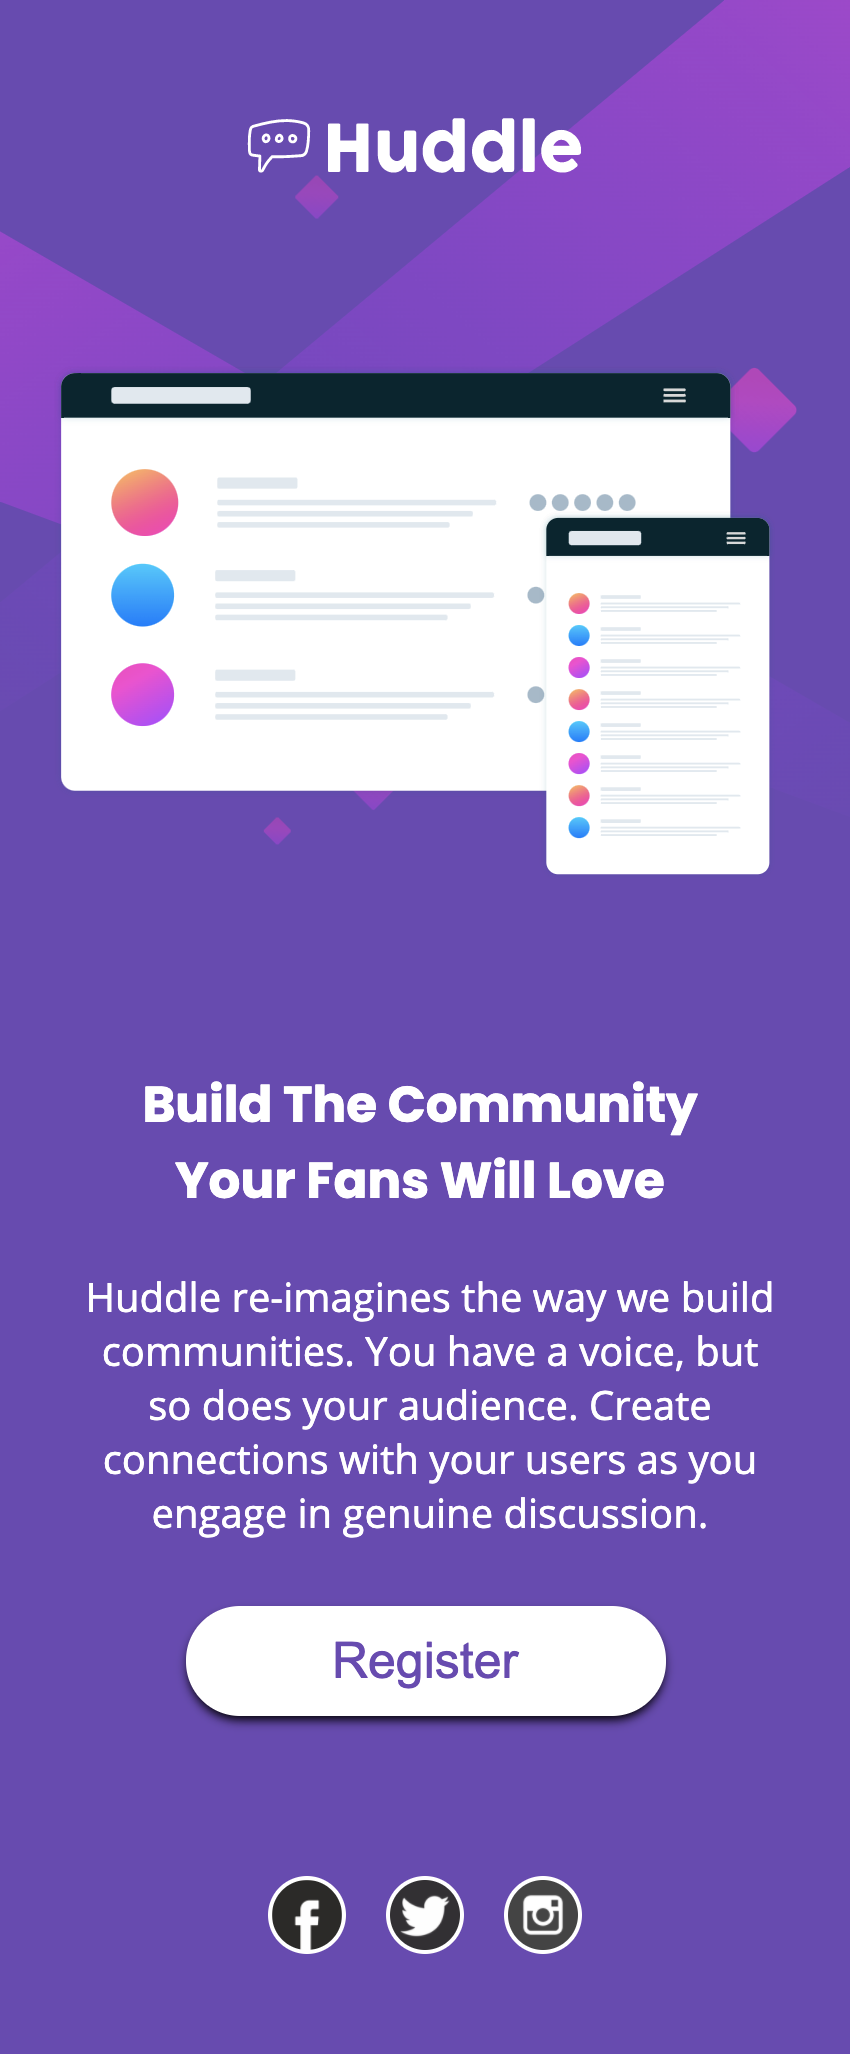 Huddle
Build The Community
Your Fans Will Love
Huddle re-imagines the way we build
communities. You have a voice, but
so does your audience. Create
connections with your users as you
engage in genuine discussion.
Register